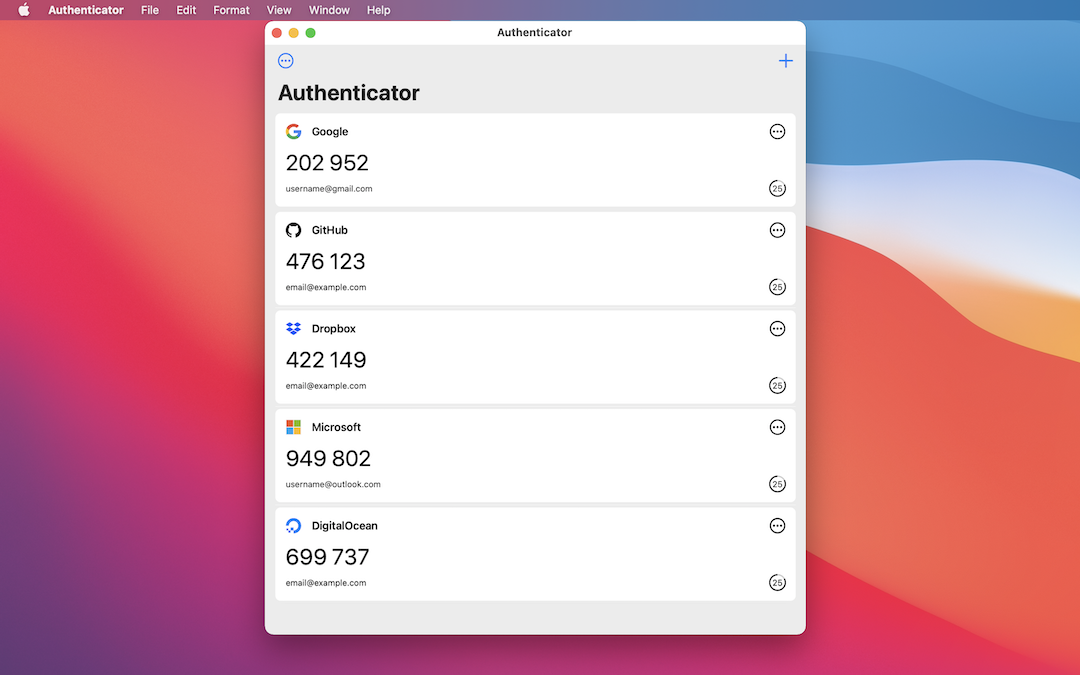 Authenticator File Edit Format View Window Help
Authenticator
Authenticator
Google
202 952
username@gmail.com
25
GitHub
476 123
email@example.com
25
Dropbox
422 149
email@example.com
25
Microsoft
949 802
username@outlook.com
25
DigitalOcean
699 737
email@example.com
25